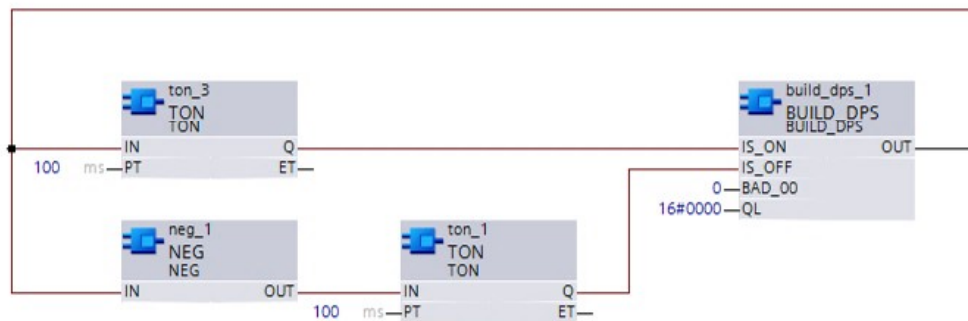 ton_3
TON
TON
IN Q
100 ms PT ET
build_dps_1
BUILD_DPS
BUILD_DPS
IS_ON OUT
IS_OFF
0 BAD_00
16#0000 QL
neg_1
NEG
NEG
IN OUT
ton_1
TON
TON
IN Q
100 ms PT ET